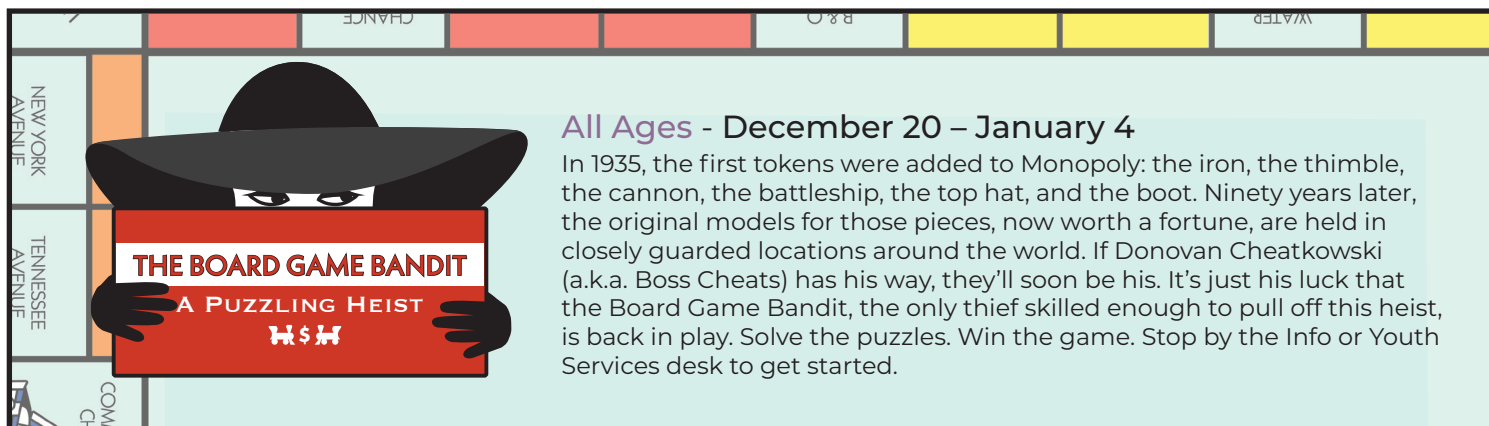 CHANCE
B & O
WATER
NEW YORK
AVENUE
TENNESSEE
AVENUE
THE BOARD GAME BANDIT
A PUZZLING HEIST
$
All Ages - December 20 – January 4
In 1935, the first tokens were added to Monopoly: the iron, the thimble,
the cannon, the battleship, the top hat, and the boot. Ninety years later,
the original models for those pieces, now worth a fortune, are held in
closely guarded locations around the world. If Donovan Cheatkowski
(a.k.a. Boss Cheats) has his way, they’ll soon be his. It’s just his luck that
the Board Game Bandit, the only thief skilled enough to pull off this heist,
is back in play. Solve the puzzles. Win the game. Stop by the Info or Youth
Services desk to get started.